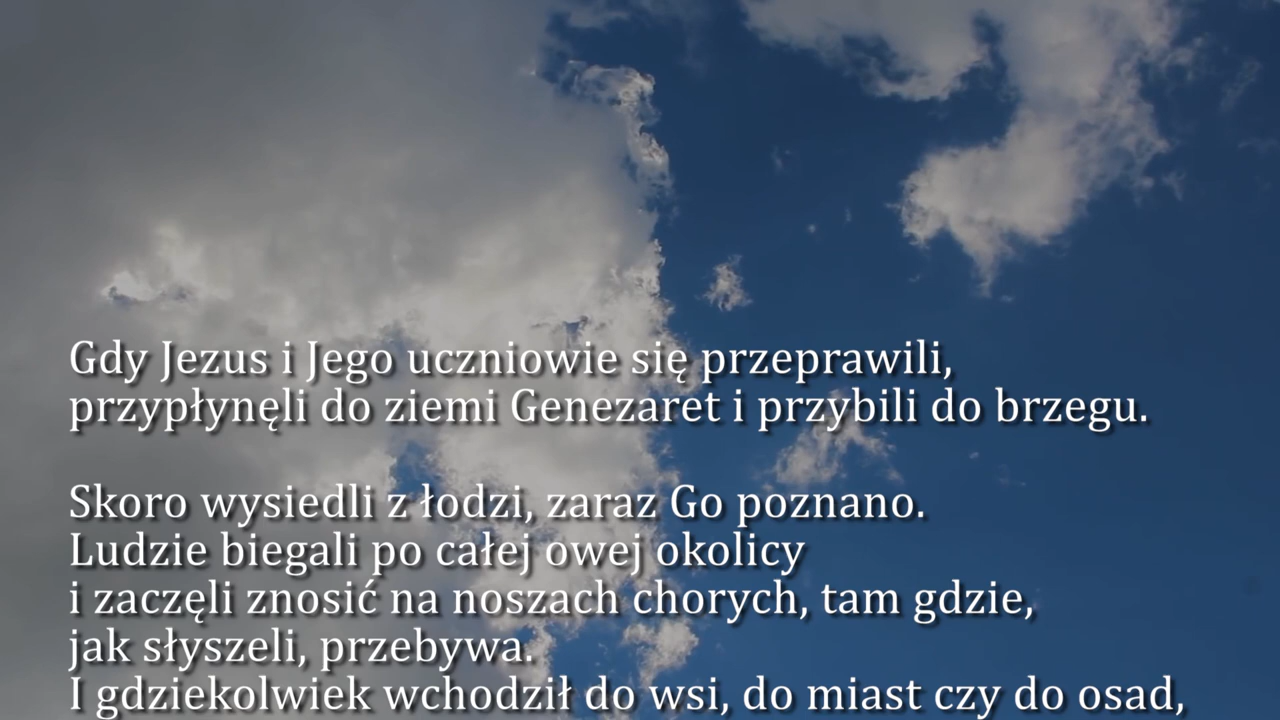 Gdy Jezus i Jego uczniowie się przeprawili,
przypłynęli do ziemi Genezaret i przybili do brzegu.
Skoro wysiedli z łodzi, zaraz Go poznano.
Ludzie biegali po całej owej okolicy
i zaczęli znosić na noszach chorych, tam gdzie,
jak słyszeli, przebywa.
I gdziekolwiek wchodził do wsi, do miast czy do osad,